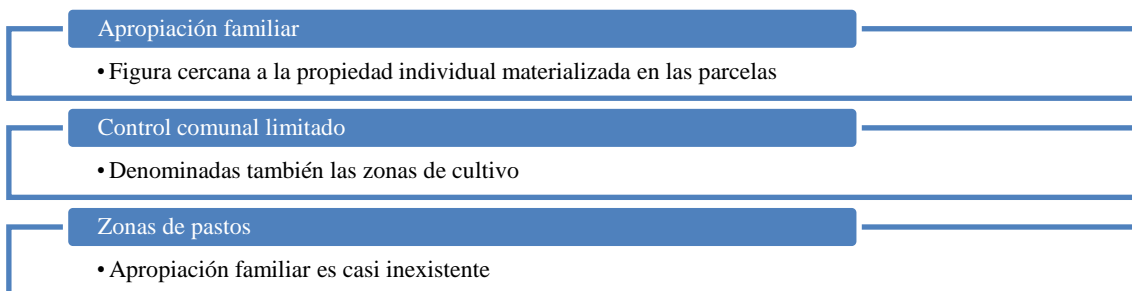 Apropiación familiar
• Figura cercana a la propiedad individual materializada en las parcelas
Control comunal limitado
• Denominadas también las zonas de cultivo
Zonas de pastos
• Apropiación familiar es casi inexistente